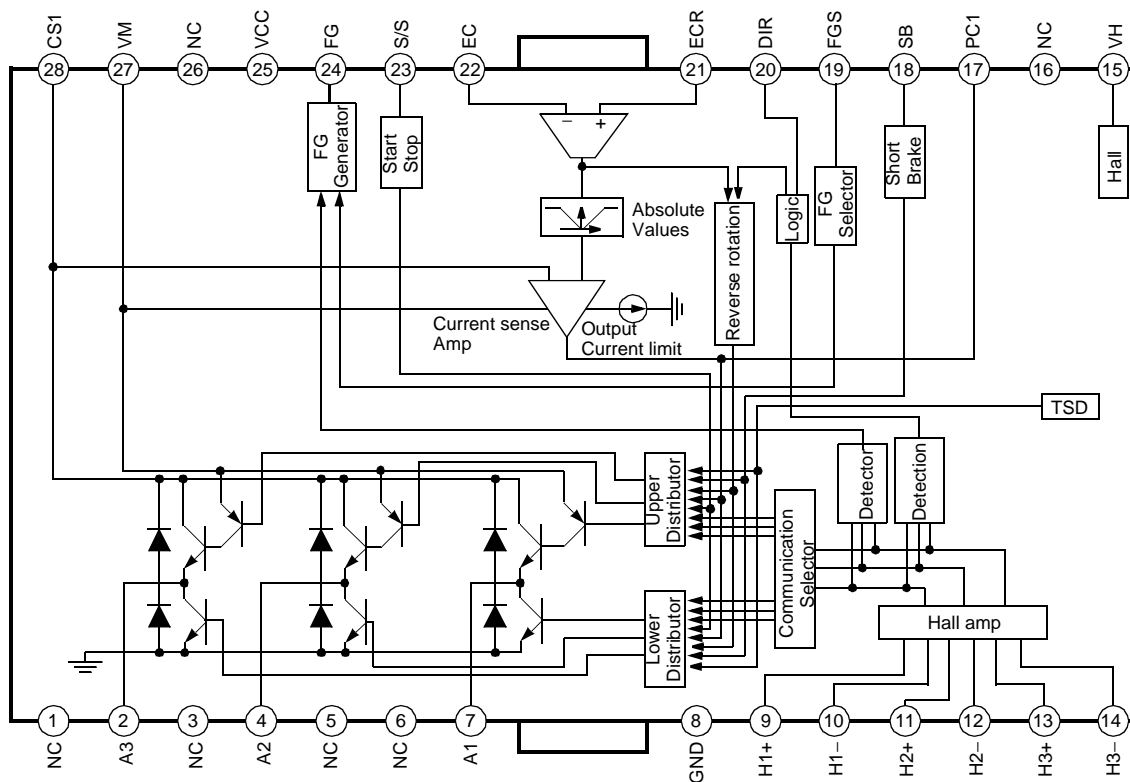 CS1
VM
NC
VCC
FG
S/S
EC
ECR
DIR
FGS
SB
PC1
NC
VH
28
27
26
25
24
23
22
21
20
19
18
17
16
15
FG
Generator
Start
Stop
− +
Absolute
Values
Reverse rotation
Logic
FG
Selector
Short
Brake
Hall
Current sense
Amp
Output
Current limit
TSD
Upper
Distributor
Detector
Detection
Communication
Selector
Lower
Distributor
Hall amp
1
2
3
4
5
6
7
8
9
10
11
12
13
14
NC
A3
NC
A2
NC
NC
A1
GND
H1+
H1−
H2+
H2−
H3+
H3−